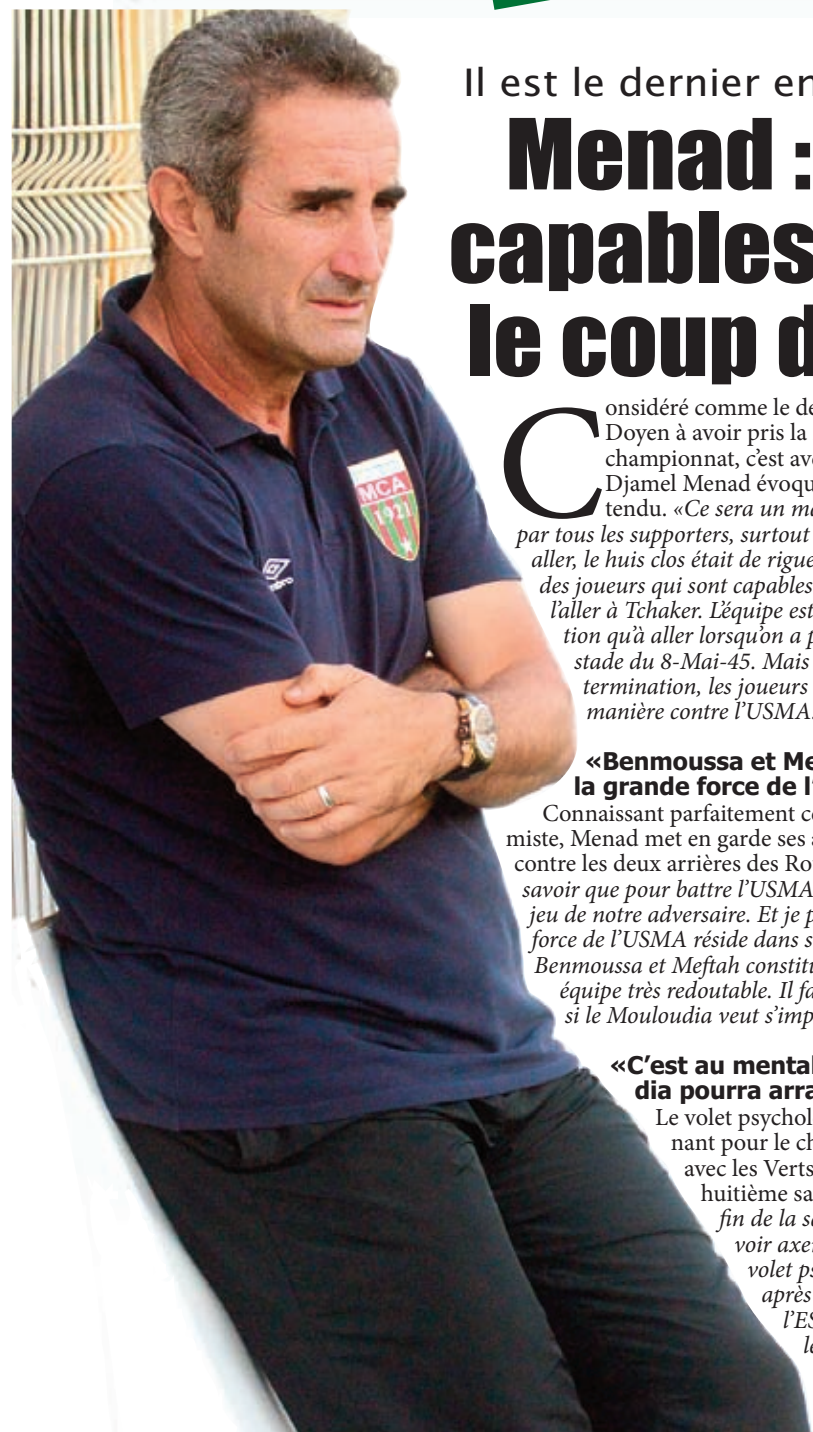 Il est le dernier en
Menad :
capables
le coup d
Considéré comme le de
Doyen à avoir pris la
championnat, c'est ave
Djamel Menad évoqu
tendu. «Ce sera un ma
par tous les supporters, surtout
aller, le huis clos était de rigue
des joueurs qui sont capables
l'aller à Tchaker. L'équipe est
tion qu'à aller lorsqu'on a p
stade du 8-Mai-45. Mais
termination, les joueurs
manière contre l'USMA.
«Benmoussa et Me
la grande force de l'
Connaissant parfaitement ce
miste, Menad met en garde ses a
contre les deux arrières des Ro
savoir que pour battre l'USMA
jeu de notre adversaire. Et je p
force de l'USMA réside dans s
Benmoussa et Meftah constitu
équipe très redoutable. Il fa
si le Mouloudia veut s'imp
«C'est au mental
dia pourra arra
Le volet psychol
nant pour le ch
avec les Verts
huitième sa
fin de la sa
voir axer
volet ps
après
l'ES
le
MCA
1921
umbro